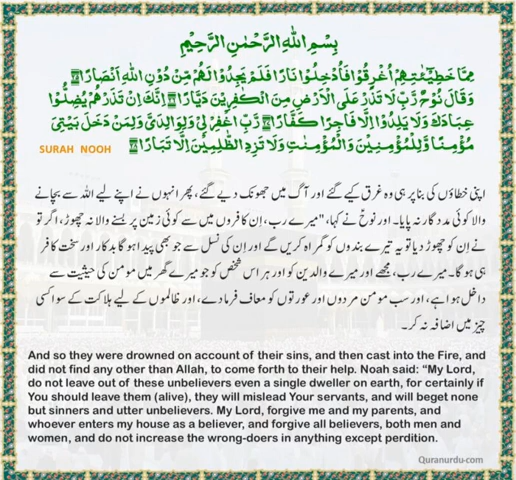 بِسْمِ اللهِ الرَّحْمٰنِ الرَّحِيْمِ
مِمَّا خَطِيْٓـٰٔتِهِمْ اُغْرِقُوْا فَاُدْخِلُوْا نَارًا فَلَمْ يَجِدُوْا لَهُمْ مِّنْ دُوْنِ اللهِ اَنْصَارًا
وَقَالَ نُوْحٌ رَّبِّ لَا تَذَرْ عَلَى الْاَرْضِ مِنَ الْكٰفِرِيْنَ دَيَّارًا اِنَّكَ اِنْ تَذَرْهُمْ يُضِلُّوْا
عِبَادَكَ وَلَا يَلِدُوْٓا اِلَّا فَاجِرًا كَفَّارًا رَبِّ اغْفِرْ لِيْ وَلِوَالِدَيَّ وَلِمَنْ دَخَلَ بَيْتِيَ
مُؤْمِنًا وَّلِلْمُؤْمِنِيْنَ وَالْمُؤْمِنٰتِ وَلَا تَزِدِ الظّٰلِمِيْنَ اِلَّا تَبَارًا
SURAH NOOH
اپنی خطاؤں کی بنا پر ہی وہ غرق کیے گئے اور آگ میں جھونک دیے گئے، پھر انہوں نے اپنے لیے اللہ سے بچانے
والا کوئی مددگار نہ پایا۔ اور نوحؑ نے کہا، "میرے رب، اِن کافروں میں سے کوئی زمین پر بسنے والا نہ چھوڑ، اگر تو
نے اِن کو چھوڑ دیا تو یہ تیرے بندوں کو گمراہ کریں گے اور اِن کی نسل سے جو بھی پیدا ہوگا بدکار اور سخت کافر
ہی ہوگا۔ میرے رب، مجھے اور میرے والدین کو اور ہر اس شخص کو جو میرے گھر میں مومن کی حیثیت سے
داخل ہوا ہے، اور سب مومن مردوں اور عورتوں کو معاف فرما دے، اور ظالموں کے لیے ہلاکت کے سوا کسی
چیز میں اضافہ نہ کر۔
And so they were drowned on account of their sins, and then cast into the Fire, and
did not find any other than Allah, to come forth to their help. Noah said: “My Lord,
do not leave out of these unbelievers even a single dweller on earth, for certainly if
You should leave them (alive), they will mislead Your servants, and will beget none
but sinners and utter unbelievers. My Lord, forgive me and my parents, and
whoever enters my house as a believer, and forgive all believers, both men and
women, and do not increase the wrong-doers in anything except perdition.
Quranurdu-com